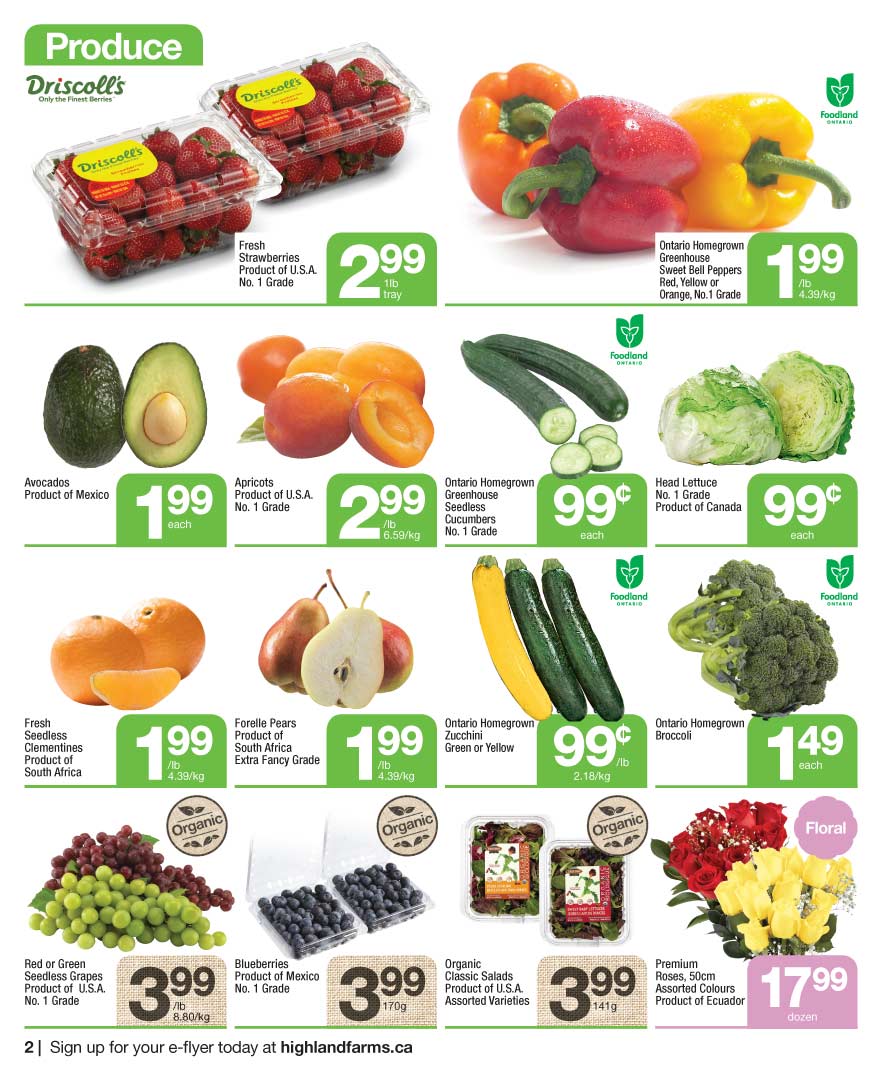 Produce
Driscoll's
Only the Finest Berries™
Driscoll's
Driscoll's
Fresh
Strawberries
Product of U.S.A.
No. 1 Grade
2.99
1lb
tray
Foodland
ONTARIO
Ontario Homegrown
Greenhouse
Sweet Bell Peppers
Red, Yellow or
Orange, No.1 Grade
1.99
/lb
4.39/kg
Avocados
Product of Mexico
1.99
each
Apricots
Product of U.S.A.
No. 1 Grade
2.99
/lb
6.59/kg
Foodland
ONTARIO
Ontario Homegrown
Greenhouse
Seedless
Cucumbers
No. 1 Grade
99¢
each
Head Lettuce
No. 1 Grade
Product of Canada
99¢
each
Fresh
Seedless
Clementines
Product of
South Africa
1.99
/lb
4.39/kg
Forelle Pears
Product of
South Africa
Extra Fancy Grade
1.99
/lb
4.39/kg
Foodland
ONTARIO
Ontario Homegrown
Zucchini
Green or Yellow
99¢
/lb
2.18/kg
Foodland
ONTARIO
Ontario Homegrown
Broccoli
1.49
each
Organic
Red or Green
Seedless Grapes
Product of U.S.A.
No. 1 Grade
3.99
/lb
8.80/kg
Organic
Blueberries
Product of Mexico
No. 1 Grade
3.99
170g
Organic
Organic
Classic Salads
Product of U.S.A.
Assorted Varieties
3.99
141g
Floral
Premium
Roses, 50cm
Assorted Colours
Product of Ecuador
17.99
dozen
2 | Sign up for your e-flyer today at highlandfarms.ca